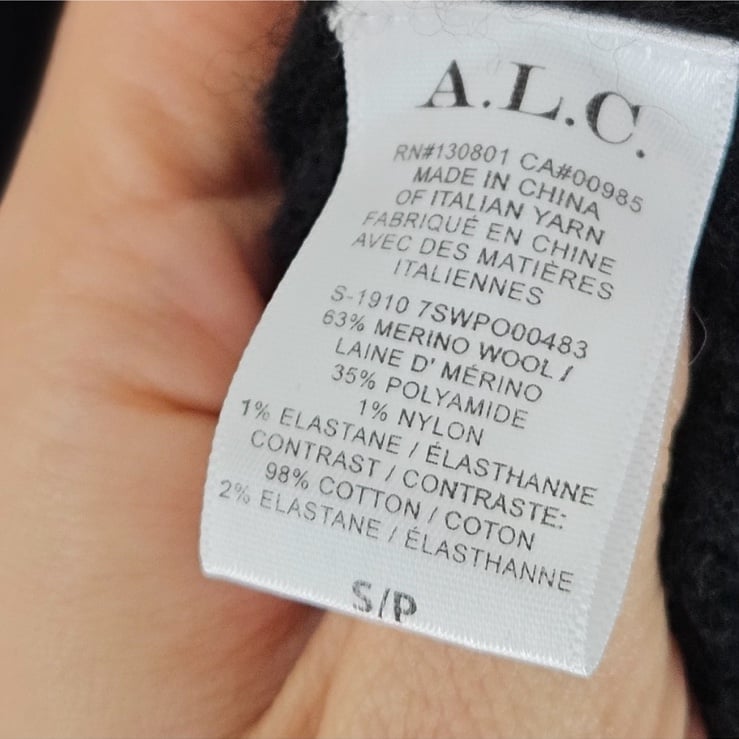 A.L.C.
RN#130801 CA#00985
MADE IN CHINA
OF ITALIAN YARN
FABRIQUÉ EN CHINE
AVEC DES MATIÈRES
ITALIENNES
S-1910 7SWPO00483
63% MERINO WOOL /
LAINE D' MÉRINO
35% POLYAMIDE
1% NYLON
1% ELASTANE / ÉLASTHANNE
CONTRAST / CONTRASTE:
98% COTTON / COTON
2% ELASTANE / ÉLASTHANNE
S/P